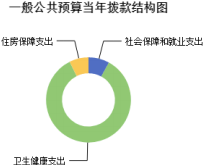 一般公共预算当年拨款结构图
住房保障支出
社会保障和就业支出
卫生健康支出